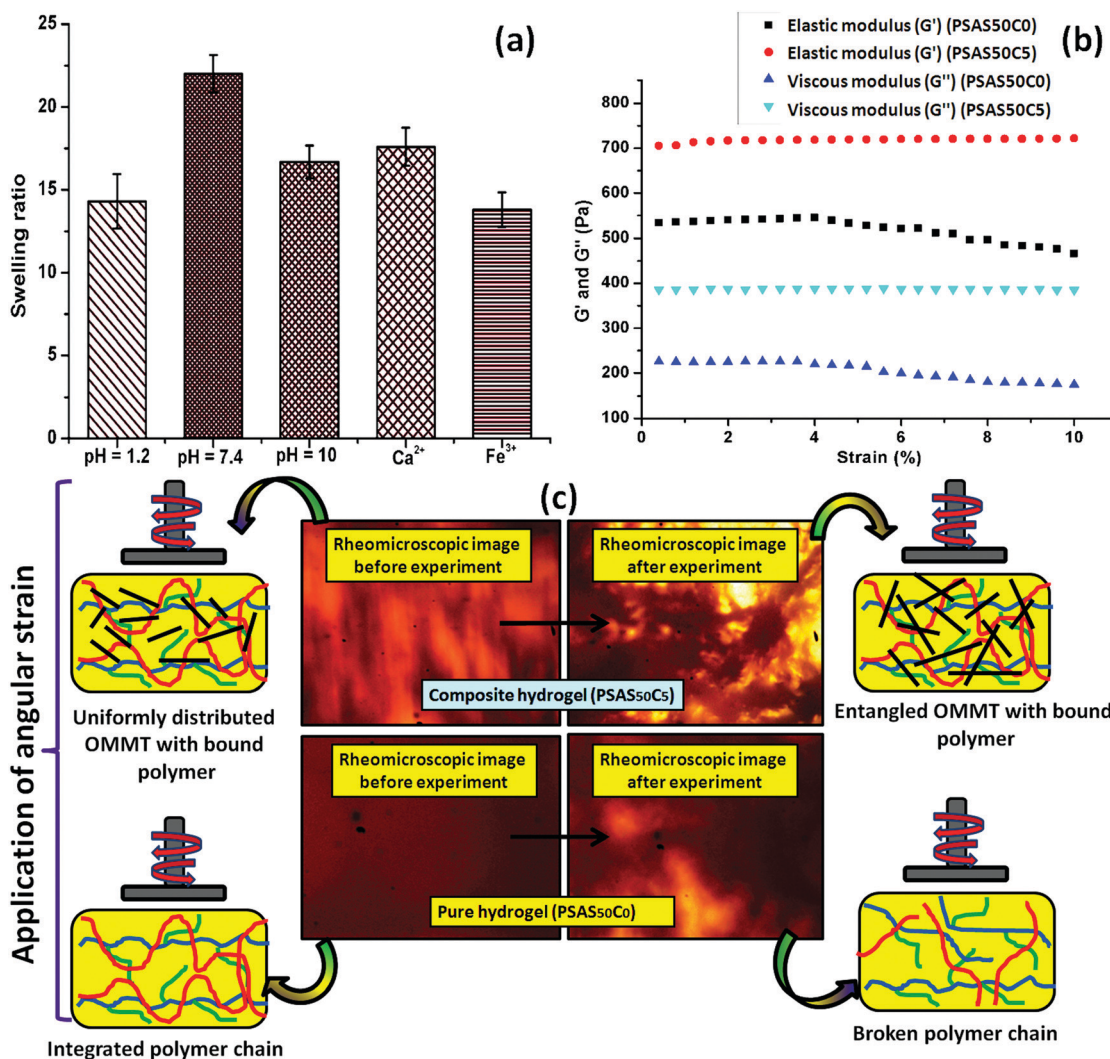 (a)
Swelling ratio
25
20
15
10
5
0
pH = 1.2
pH = 7.4
pH = 10
Ca²⁺
Fe³⁺
(b)
Elastic modulus (G') (PSAS50C0)
Elastic modulus (G') (PSAS50C5)
Viscous modulus (G'') (PSAS50C0)
Viscous modulus (G'') (PSAS50C5)
G' and G'' (Pa)
800
700
600
500
400
300
200
100
0
2
4
6
8
10
Strain (%)
(c)
Application of angular strain
Rheomicroscopic image
before experiment
Rheomicroscopic image
after experiment
Composite hydrogel (PSAS50C5)
Uniformly distributed
OMMT with bound
polymer
Entangled OMMT with bound
polymer
Rheomicroscopic image
before experiment
Rheomicroscopic image
after experiment
Pure hydrogel (PSAS50C0)
Integrated polymer chain
Broken polymer chain